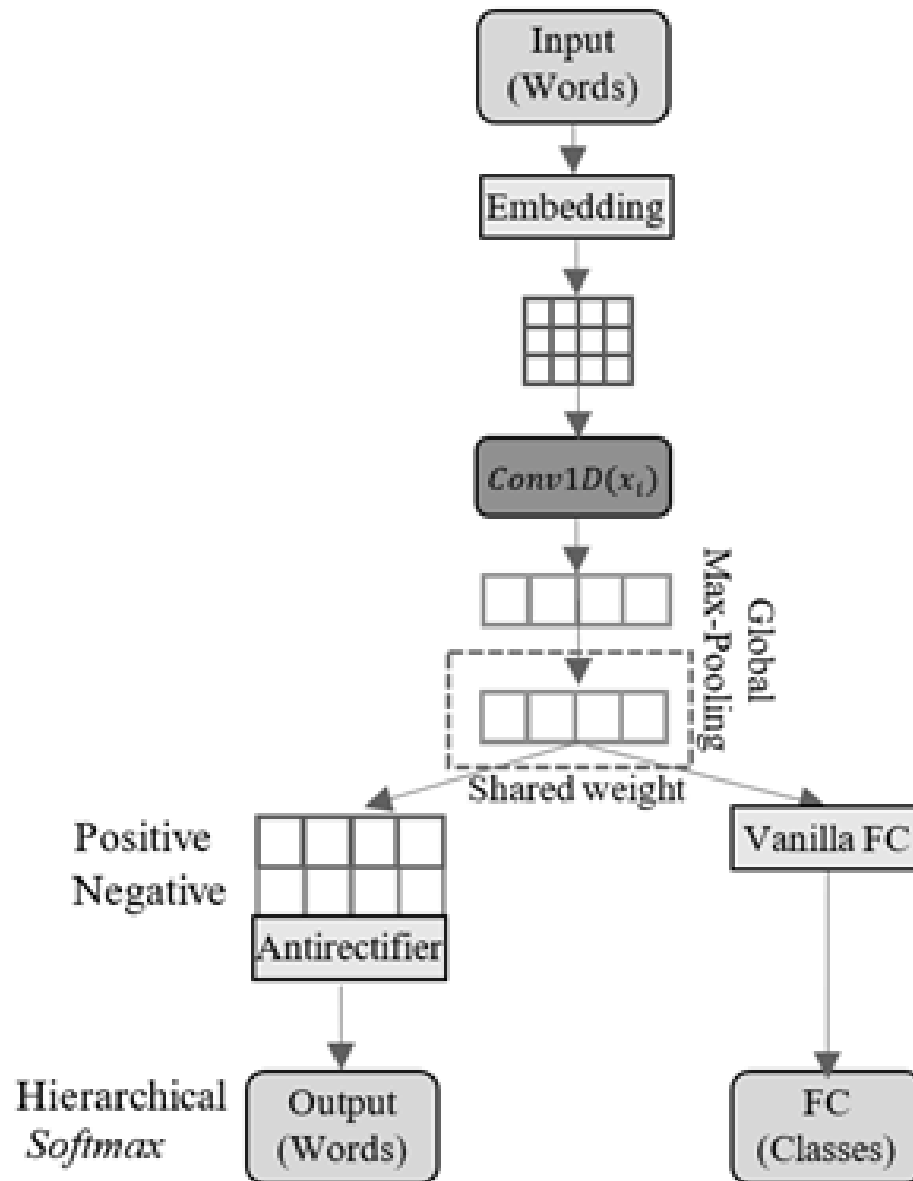 Input
(Words)
Embedding
Conv1D(xᵢ)
Global
Max-Pooling
Shared weight
Positive
Negative
Antirectifier
Vanilla FC
Hierarchical
Softmax
Output
(Words)
FC
(Classes)